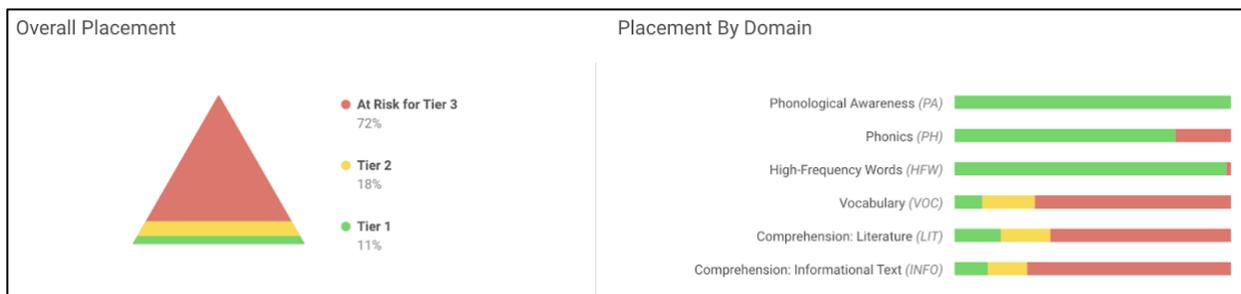 Overall Placement
At Risk for Tier 3
72%
Tier 2
18%
Tier 1
11%
Placement By Domain
Phonological Awareness (PA)
Phonics (PH)
High-Frequency Words (HFW)
Vocabulary (VOC)
Comprehension: Literature (LIT)
Comprehension: Informational Text (INFO)